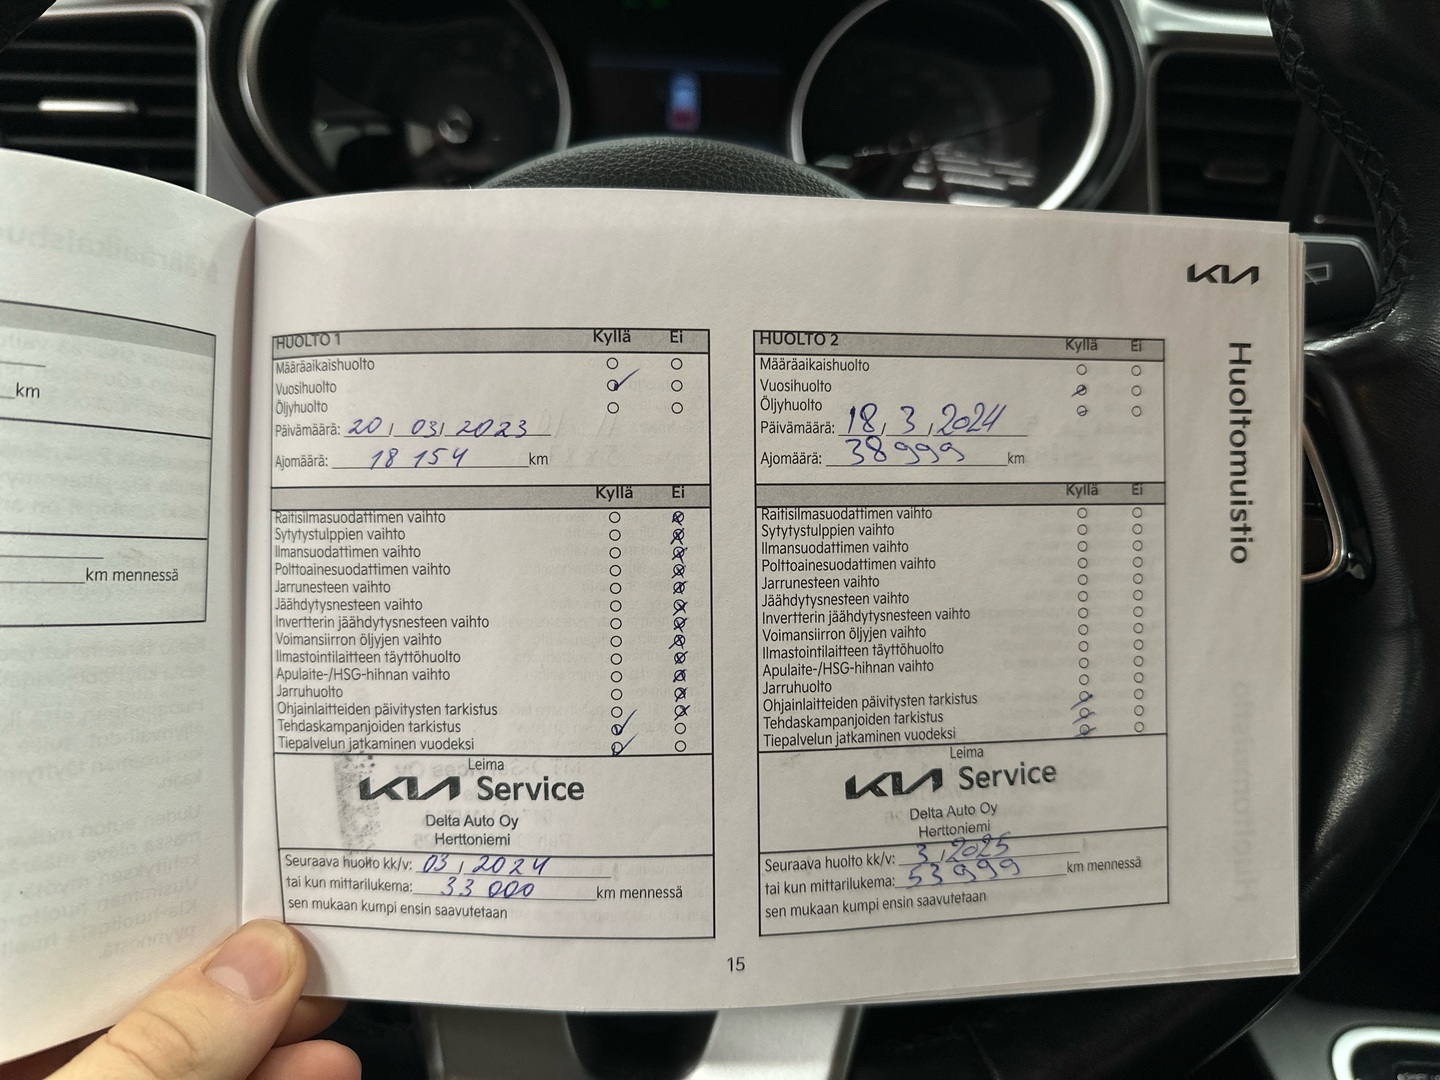 km
km mennessä
KIA
Huoltomuistio
HUOLTO 1 Kyllä Ei
Määräaikaishuolto
Vuosihuolto
Öljyhuolto
Päivämäärä: 20, 03, 2023
Ajomäärä: 18 154 km
Kyllä Ei
Raitisilmasuodattimen vaihto
Sytytystulppien vaihto
Ilmansuodattimen vaihto
Polttoainesuodattimen vaihto
Jarrunesteen vaihto
Jäähdytysnesteen vaihto
Invertterin jäähdytysnesteen vaihto
Voimansiirron öljyjen vaihto
Ilmastointilaitteen täyttöhuolto
Apulaite-/HSG-hihnan vaihto
Jarruhuolto
Ohjainlaitteiden päivitysten tarkistus
Tehdaskampanjoiden tarkistus
Tiepalvelun jatkaminen vuodeksi
Leima
KIA Service
Delta Auto Oy
Herttoniemi
Seuraava huolto kk/v: 03, 2024
tai kun mittarilukema: 33 000 km mennessä
sen mukaan kumpi ensin saavutetaan
HUOLTO 2 Kyllä Ei
Määräaikaishuolto
Vuosihuolto
Öljyhuolto
Päivämäärä: 18, 3, 2024
Ajomäärä: 38999 km
Kyllä Ei
Raitisilmasuodattimen vaihto
Sytytystulppien vaihto
Ilmansuodattimen vaihto
Polttoainesuodattimen vaihto
Jarrunesteen vaihto
Jäähdytysnesteen vaihto
Invertterin jäähdytysnesteen vaihto
Voimansiirron öljyjen vaihto
Ilmastointilaitteen täyttöhuolto
Apulaite-/HSG-hihnan vaihto
Jarruhuolto
Ohjainlaitteiden päivitysten tarkistus
Tehdaskampanjoiden tarkistus
Tiepalvelun jatkaminen vuodeksi
Leima
KIA Service
Delta Auto Oy
Herttoniemi
Seuraava huolto kk/v: 3, 2025
tai kun mittarilukema: 53999 km mennessä
sen mukaan kumpi ensin saavutetaan
15